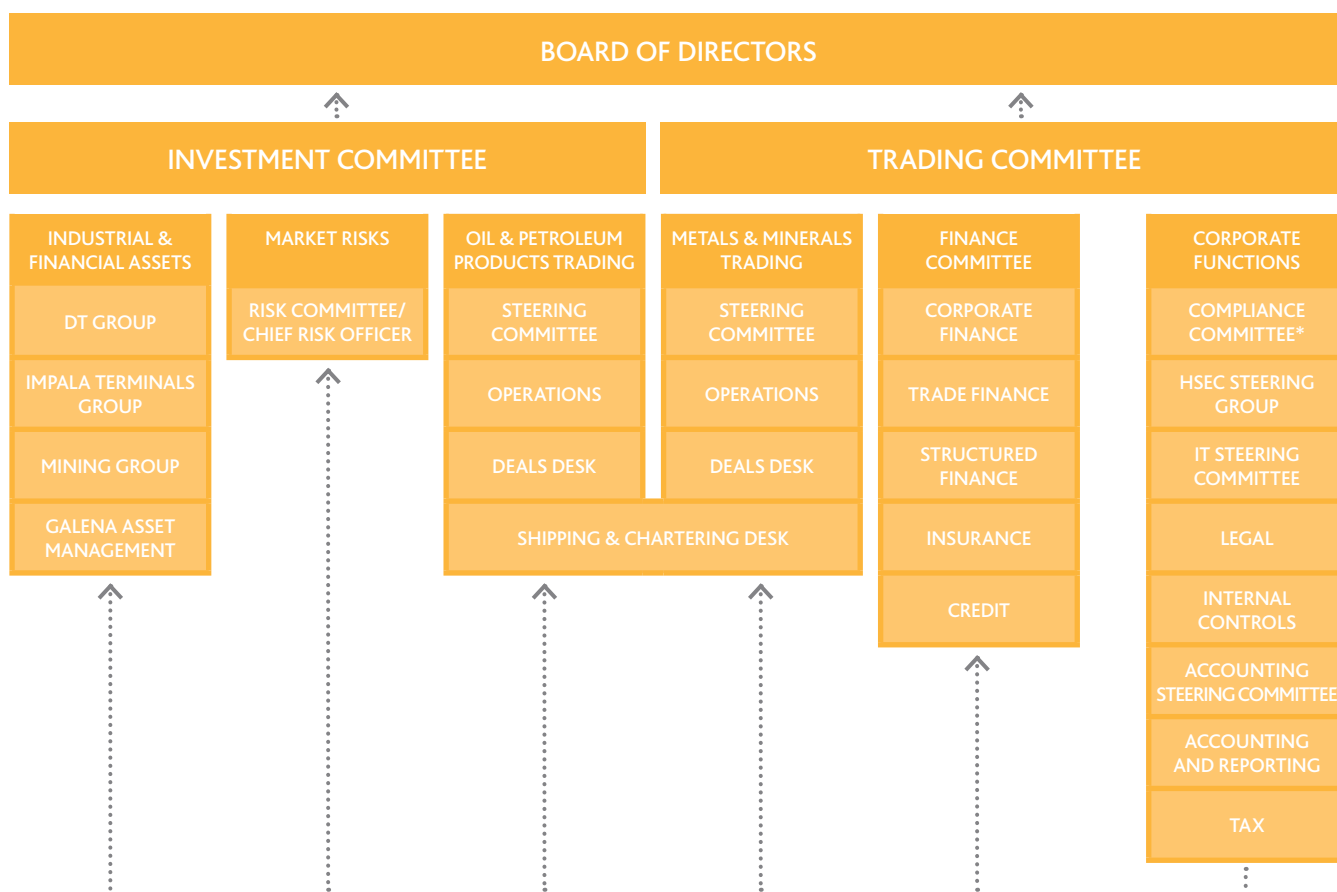 BOARD OF DIRECTORS
INVESTMENT COMMITTEE
TRADING COMMITTEE
INDUSTRIAL &
FINANCIAL ASSETS
DT GROUP
IMPALA TERMINALS
GROUP
MINING GROUP
GALENA ASSET
MANAGEMENT
MARKET RISKS
RISK COMMITTEE/
CHIEF RISK OFFICER
OIL & PETROLEUM
PRODUCTS TRADING
STEERING
COMMITTEE
OPERATIONS
DEALS DESK
METALS & MINERALS
TRADING
STEERING
COMMITTEE
OPERATIONS
DEALS DESK
SHIPPING & CHARTERING DESK
FINANCE
COMMITTEE
CORPORATE
FINANCE
TRADE FINANCE
STRUCTURED
FINANCE
INSURANCE
CREDIT
CORPORATE
FUNCTIONS
COMPLIANCE
COMMITTEE*
HSEC STEERING
GROUP
IT STEERING
COMMITTEE
LEGAL
INTERNAL
CONTROLS
ACCOUNTING
STEERING COMMITTEE
ACCOUNTING
AND REPORTING
TAX